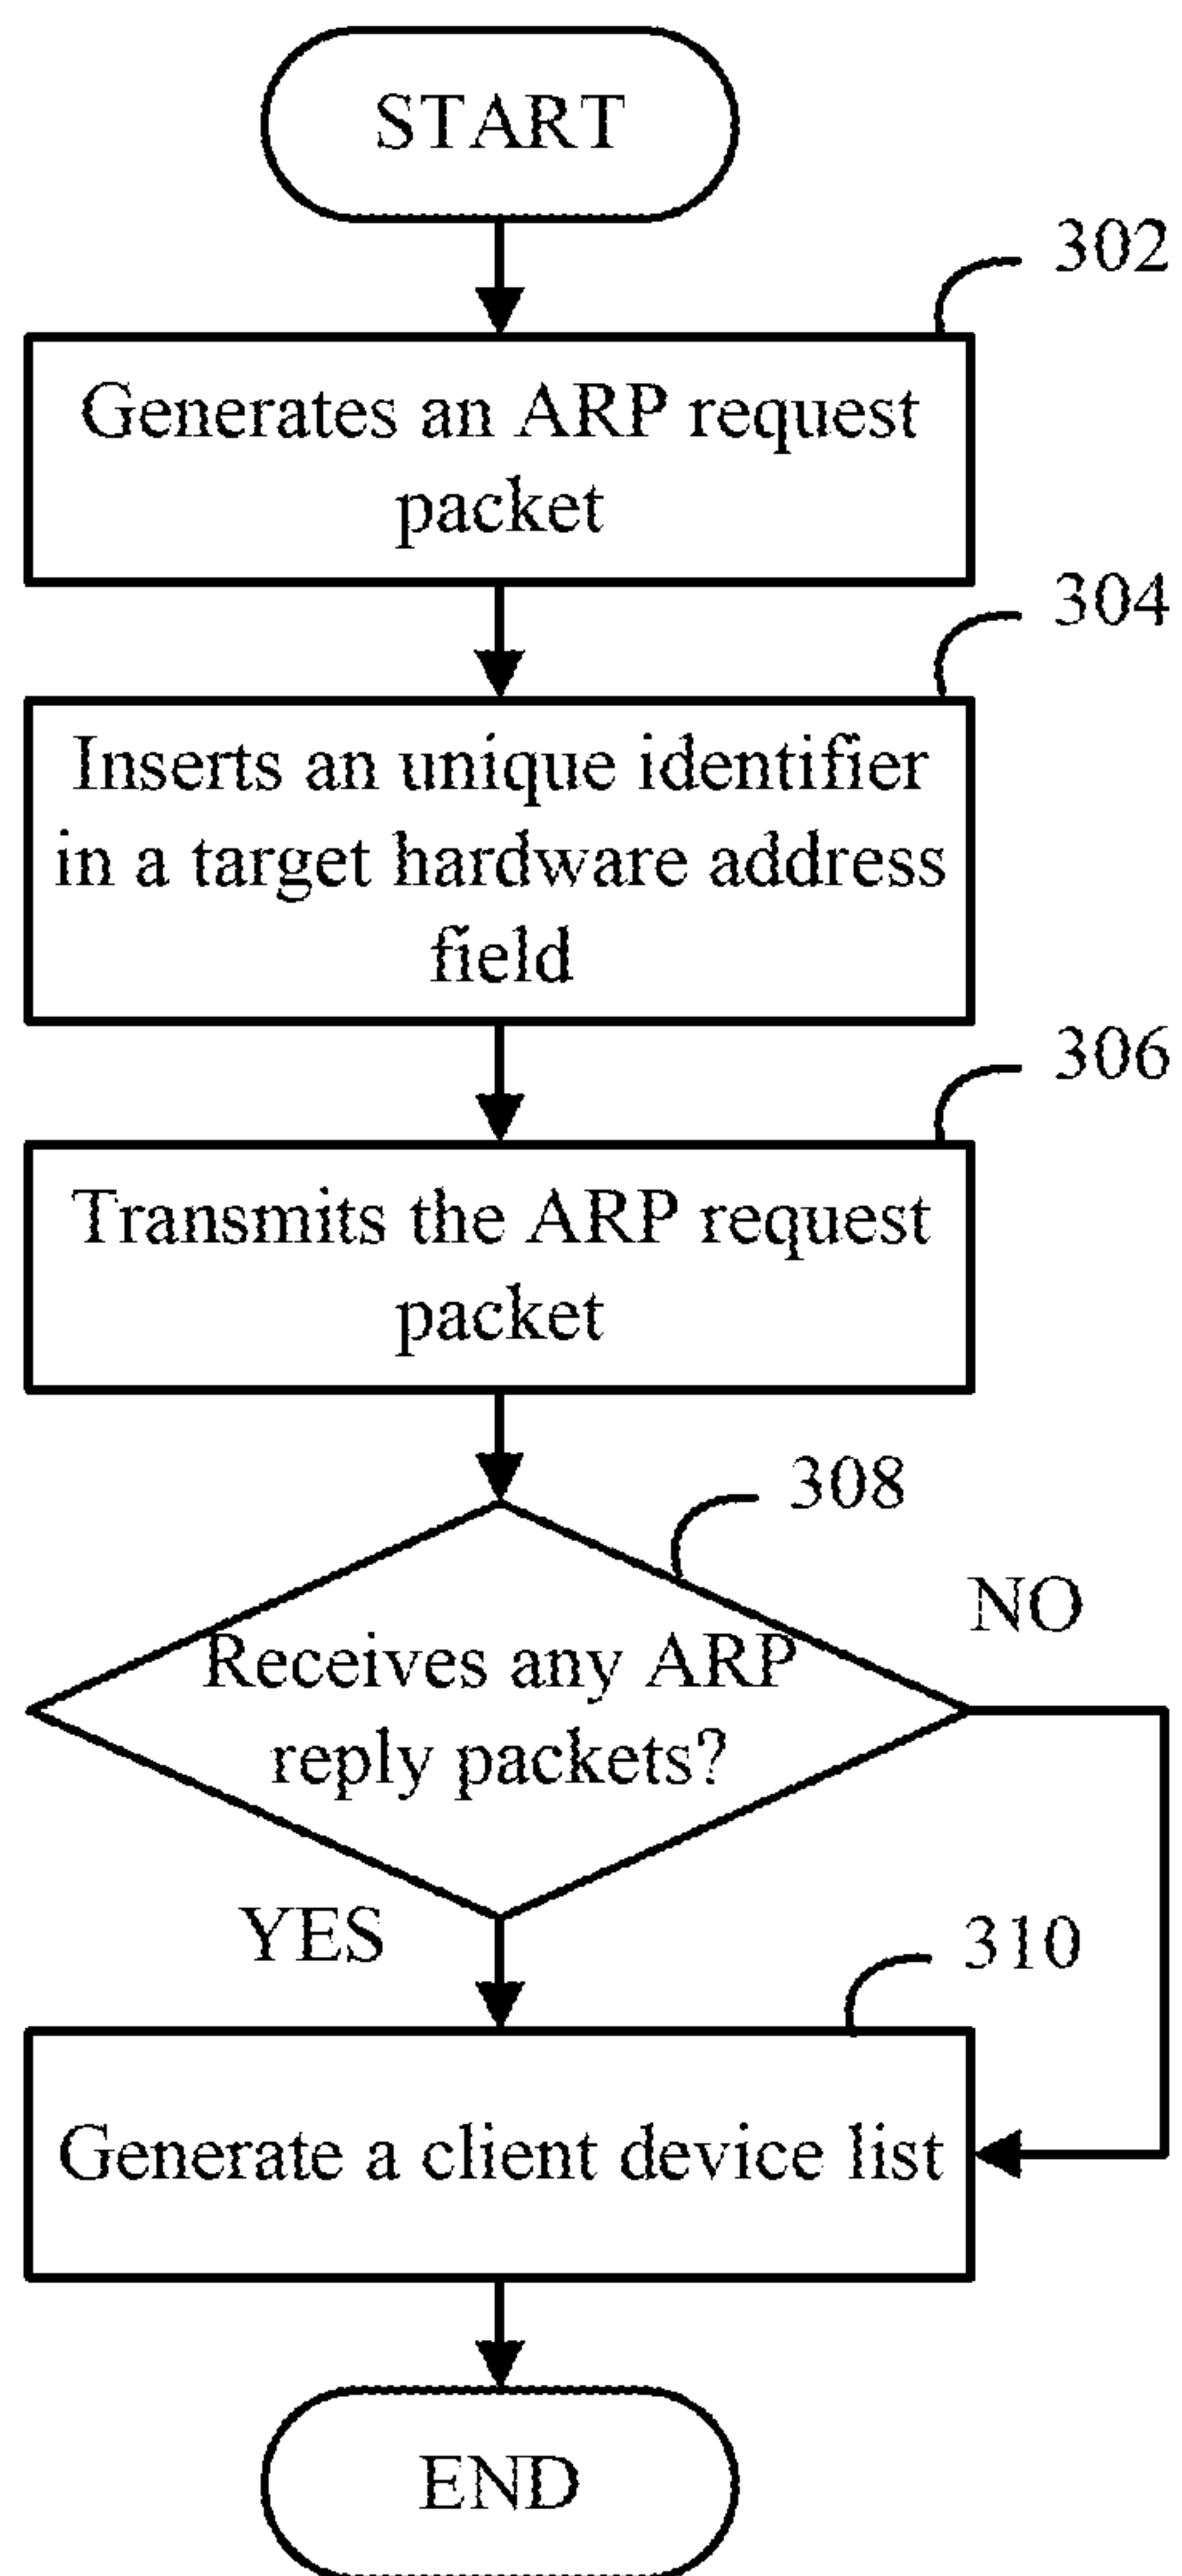 START
302
Generates an ARP request
packet
304
Inserts an unique identifier
in a target hardware address
field
306
Transmits the ARP request
packet
308
NO
Receives any ARP
reply packets?
YES
310
Generate a client device list
END